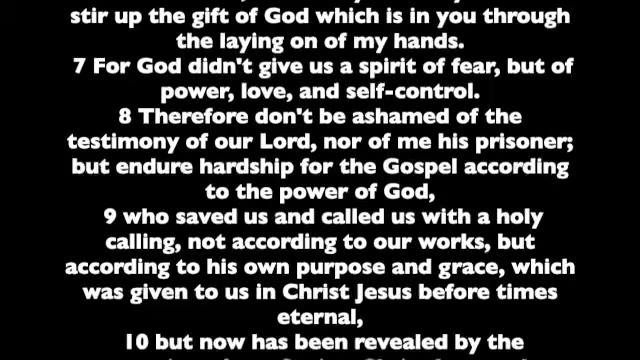 stir up the gift of God which is in you through
the laying on of my hands.
7 For God didn't give us a spirit of fear, but of
power, love, and self-control.
8 Therefore don't be ashamed of the
testimony of our Lord, nor of me his prisoner;
but endure hardship for the Gospel according
to the power of God,
9 who saved us and called us with a holy
calling, not according to our works, but
according to his own purpose and grace, which
was given to us in Christ Jesus before times
eternal,
10 but now has been revealed by the